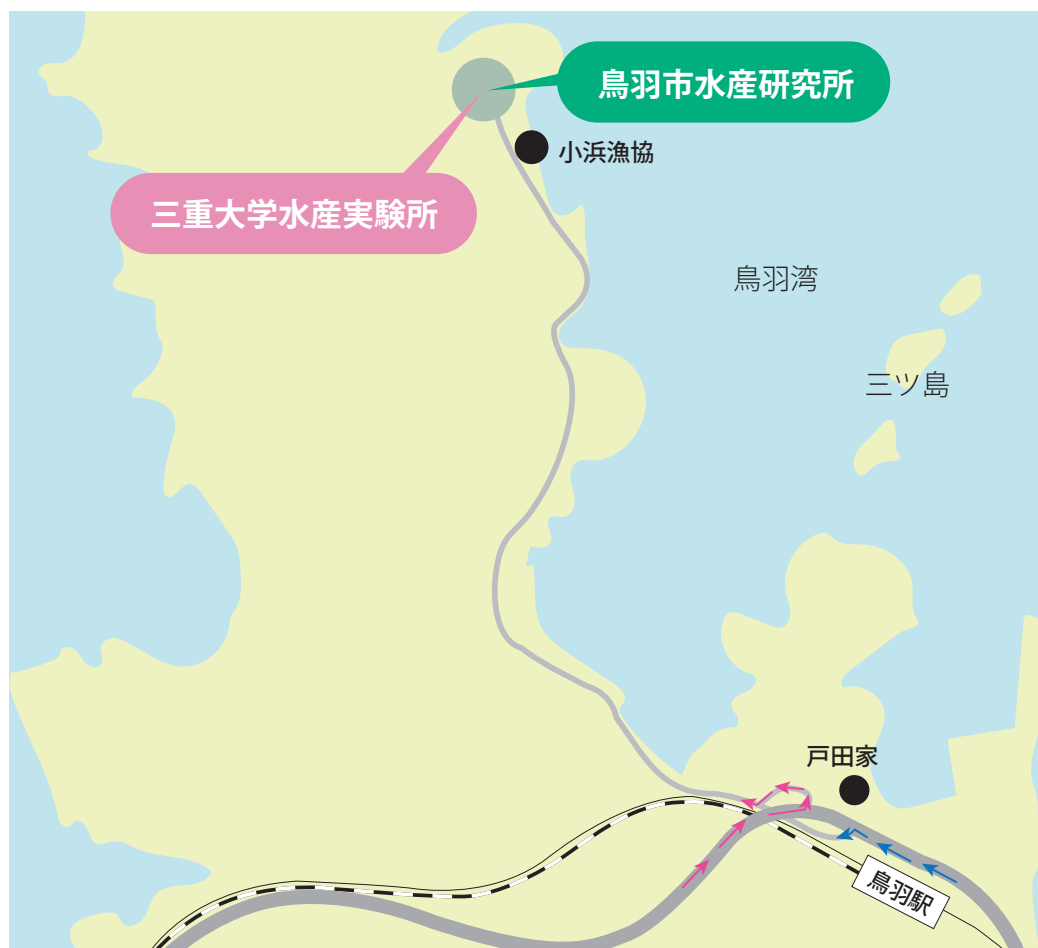 鳥羽市水産研究所
小浜漁協
三重大学水産実験所
鳥羽湾
三ツ島
戸田家
鳥羽駅